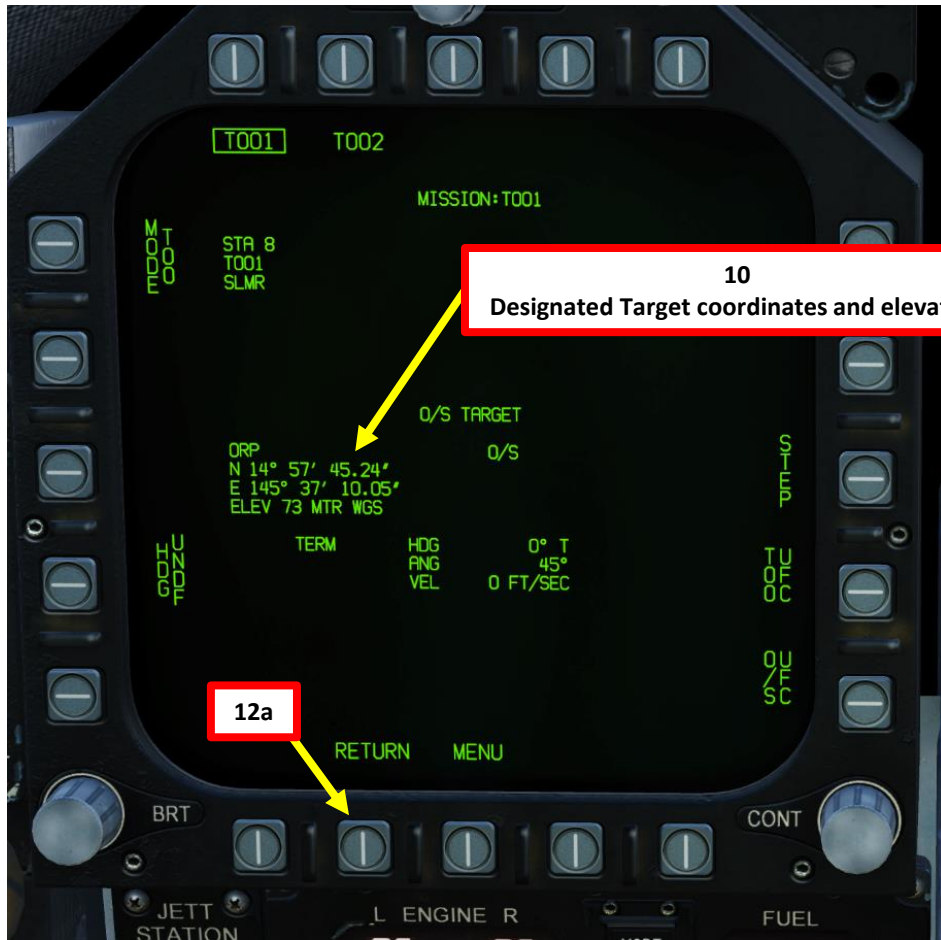 T001 T002
MISSION:T001
MODE
TOO
STA 8
T001
SLMR
10
Designated Target coordinates and
O/S TARGET
ORP O/S
N 14° 57' 45.24"
E 145° 37' 10.05"
ELEV 73 MTR WGS
STEP
TERM HDG 0° T
ANG 45°
VEL 0 FT/SEC
HDG
UNDF
TOO
UFC
O/S
UFC
12a
RETURN MENU
BRT CONT
JETT
STATION
L ENGINE R
FUEL